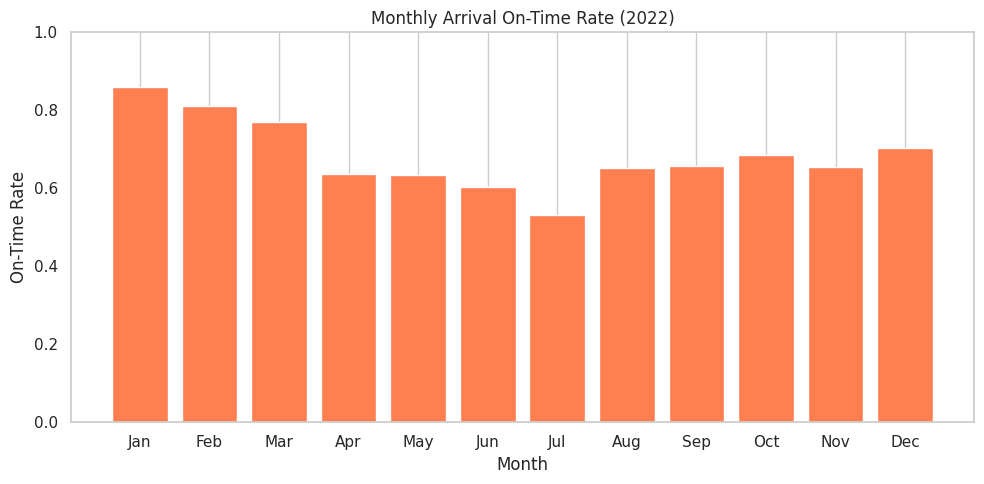 Monthly Arrival On-Time Rate (2022)
1.0
0.8
0.6
0.4
0.2
0.0
On-Time Rate
Jan Feb Mar Apr May Jun Jul Aug Sep Oct Nov Dec
Month